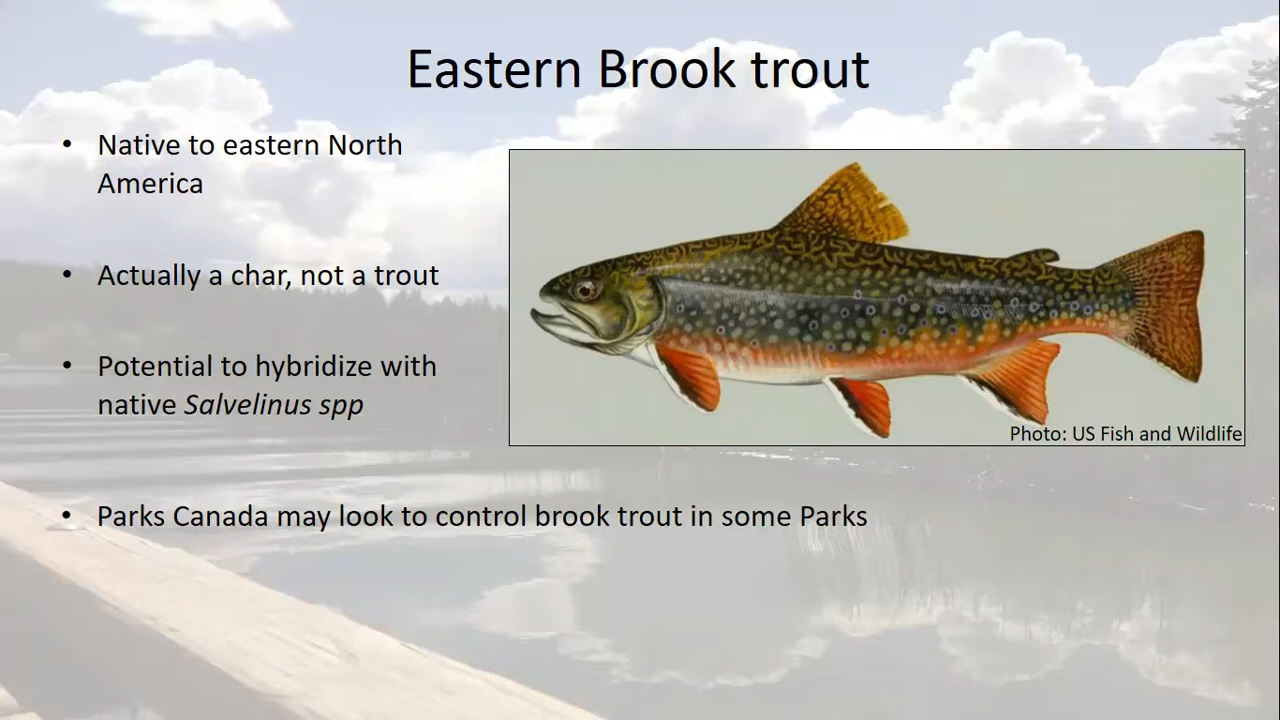 Eastern Brook trout
• Native to eastern North
America
• Actually a char, not a trout
• Potential to hybridize with
native Salvelinus spp
Photo: US Fish and Wildlife
• Parks Canada may look to control brook trout in some Parks